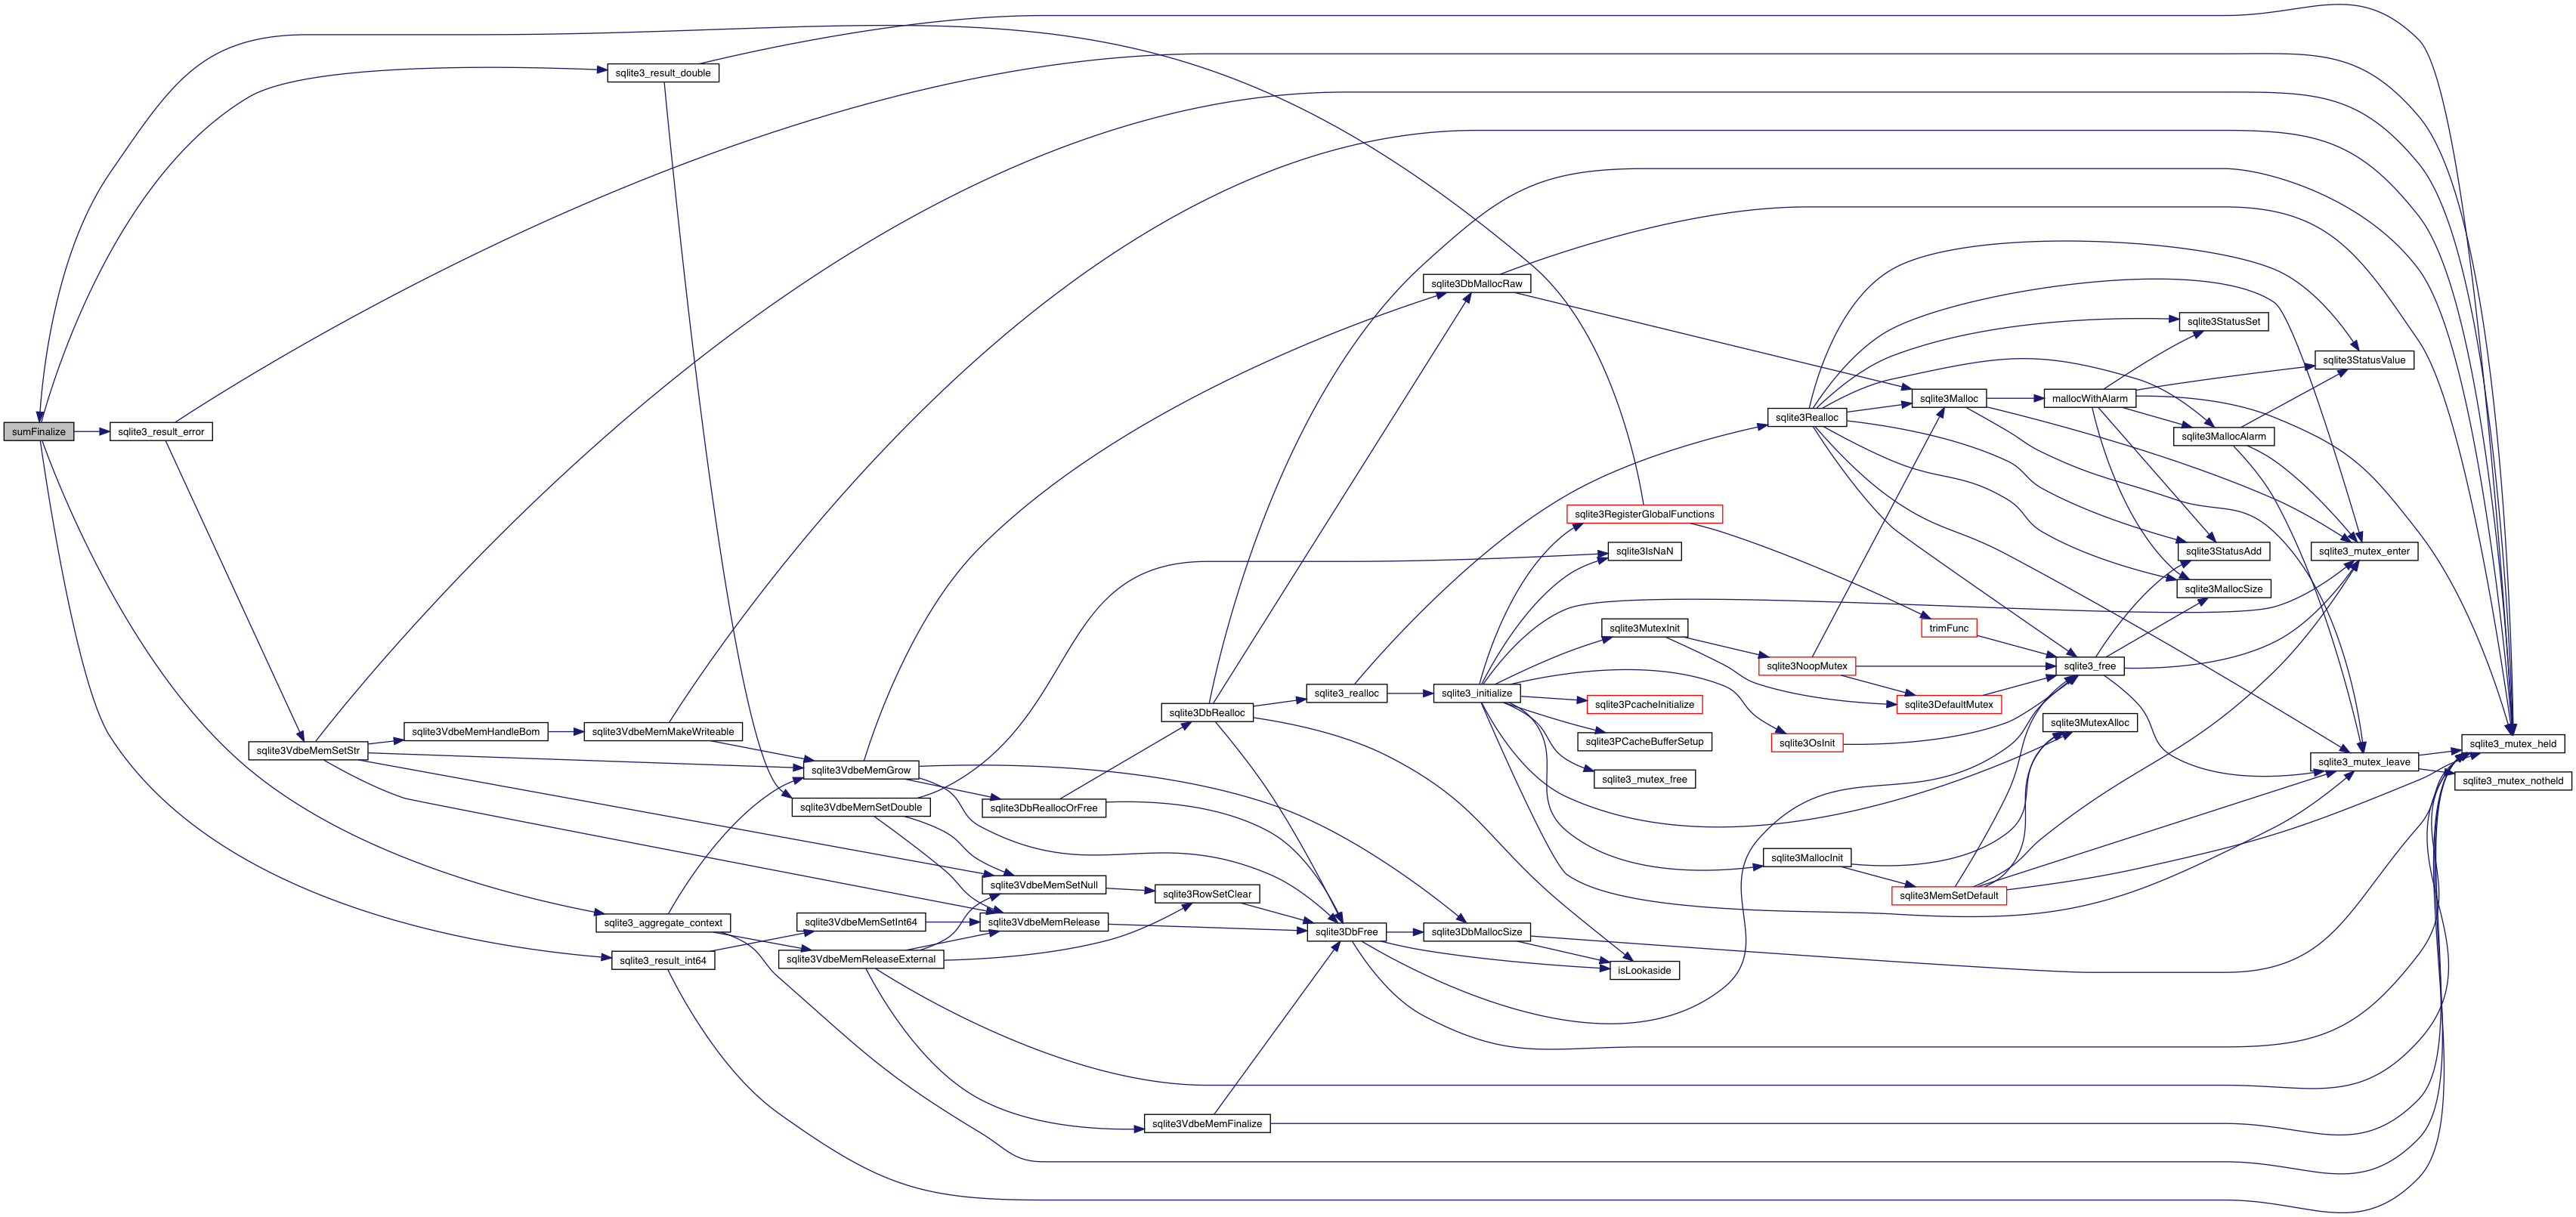 sumFinalize
sqlite3_result_error
sqlite3VdbeMemSetStr
sqlite3VdbeMemHandleBom
sqlite3_result_double
sqlite3VdbeMemMakeWriteable
sqlite3_aggregate_context
sqlite3_result_int64
sqlite3VdbeMemGrow
sqlite3VdbeMemSetDouble
sqlite3VdbeMemSetInt64
sqlite3VdbeMemReleaseExternal
sqlite3DbReallocOrFree
sqlite3VdbeMemSetNull
sqlite3VdbeMemRelease
sqlite3DbRealloc
sqlite3RowSetClear
sqlite3VdbeMemFinalize
sqlite3_realloc
sqlite3DbFree
sqlite3DbMallocRaw
sqlite3_initialize
sqlite3DbMallocSize
sqlite3RegisterGlobalFunctions
sqlite3IsNaN
sqlite3MutexInit
sqlite3PcacheInitialize
sqlite3PCacheBufferSetup
sqlite3_mutex_free
isLookaside
sqlite3Realloc
sqlite3NoopMutex
sqlite3OsInit
sqlite3MallocInit
sqlite3Malloc
trimFunc
sqlite3DefaultMutex
sqlite3MemSetDefault
mallocWithAlarm
sqlite3_free
sqlite3MutexAlloc
sqlite3StatusSet
sqlite3MallocAlarm
sqlite3StatusAdd
sqlite3MallocSize
sqlite3StatusValue
sqlite3_mutex_enter
sqlite3_mutex_leave
sqlite3_mutex_held
sqlite3_mutex_notheld